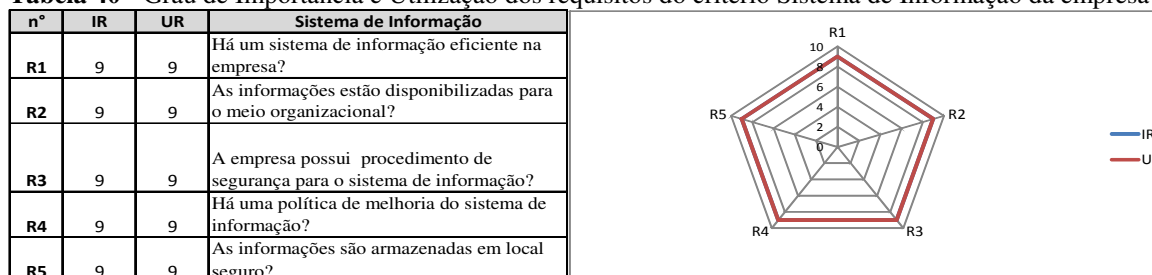 Tabela 46 - Grau de Importância e Utilização dos requisitos do critério Sistema de Informação da empresa
n° IR UR Sistema de Informação
R1 9 9 Há um sistema de informação eficiente na
empresa?
R2 9 9 As informações estão disponibilizadas para
o meio organizacional?
R3 9 9 A empresa possui procedimento de
segurança para o sistema de informação?
R4 9 9 Há uma política de melhoria do sistema de
informação?
R5 9 9 As informações são armazenadas em local
seguro?
R1
10
8
6
4
2
0
R5
R2
R4
R3
IR
U